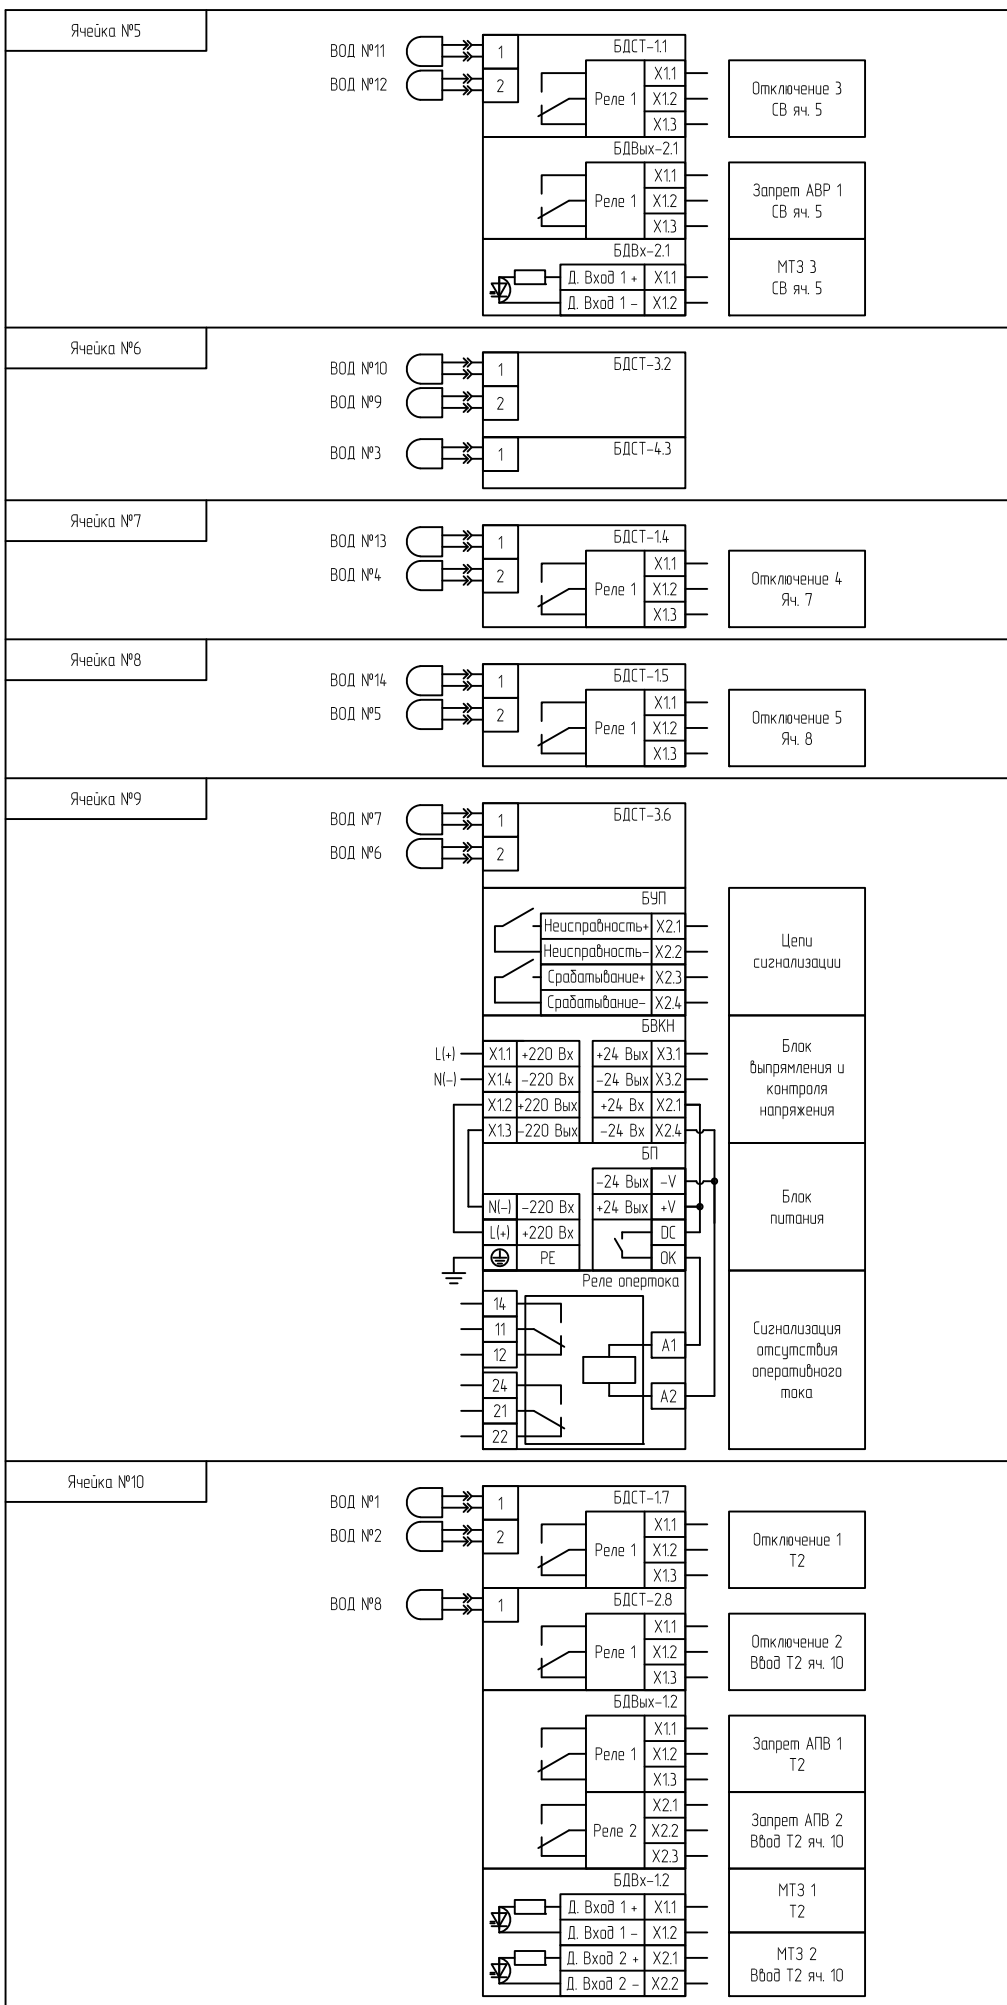 Ячейка №5
ВОД №11
ВОД №12
1
2
БДСТ-1.1
Реле 1
X1.1
X1.2
X1.3
Отключение 3
СВ яч. 5
БДВых-2.1
Реле 1
X1.1
X1.2
X1.3
Запрет АВР 1
СВ яч. 5
БДВх-2.1
Д. Вход 1 + X1.1
Д. Вход 1 - X1.2
МТЗ 3
СВ яч. 5
Ячейка №6
ВОД №10
ВОД №9
1
2
БДСТ-3.2
ВОД №3
1
БДСТ-4.3
Ячейка №7
ВОД №13
ВОД №4
1
2
БДСТ-1.4
Реле 1
X1.1
X1.2
X1.3
Отключение 4
Яч. 7
Ячейка №8
ВОД №14
ВОД №5
1
2
БДСТ-1.5
Реле 1
X1.1
X1.2
X1.3
Отключение 5
Яч. 8
Ячейка №9
ВОД №7
ВОД №6
1
2
БДСТ-3.6
БУП
Неисправность+ X2.1
Неисправность- X2.2
Срабатывание+ X2.3
Срабатывание- X2.4
Цепи
сигнализации
БВКН
L(+) X1.1 +220 Вх +24 Вых X3.1
N(-) X1.4 -220 Вх -24 Вых X3.2
X1.2 +220 Вых +24 Вх X2.1
X1.3 -220 Вых -24 Вх X2.4
Блок
выпрямления и
контроля
напряжения
БП
-24 Вых -V
N(-) -220 Вх +24 Вых +V
L(+) +220 Вх DC
PE OK
Блок
питания
Реле опертока
14
11
12
24
21
22
A1
A2
Сигнализация
отсутствия
оперативного
тока
Ячейка №10
ВОД №1
ВОД №2
1
2
БДСТ-1.7
Реле 1
X1.1
X1.2
X1.3
Отключение 1
Т2
ВОД №8
1
БДСТ-2.8
Реле 1
X1.1
X1.2
X1.3
Отключение 2
Ввод Т2 яч. 10
БДВых-1.2
Реле 1
X1.1
X1.2
X1.3
Запрет АПВ 1
Т2
Реле 2
X2.1
X2.2
X2.3
Запрет АПВ 2
Ввод Т2 яч. 10
БДВх-1.2
Д. Вход 1 + X1.1
Д. Вход 1 - X1.2
МТЗ 1
Т2
Д. Вход 2 + X2.1
Д. Вход 2 - X2.2
МТЗ 2
Ввод Т2 яч. 10